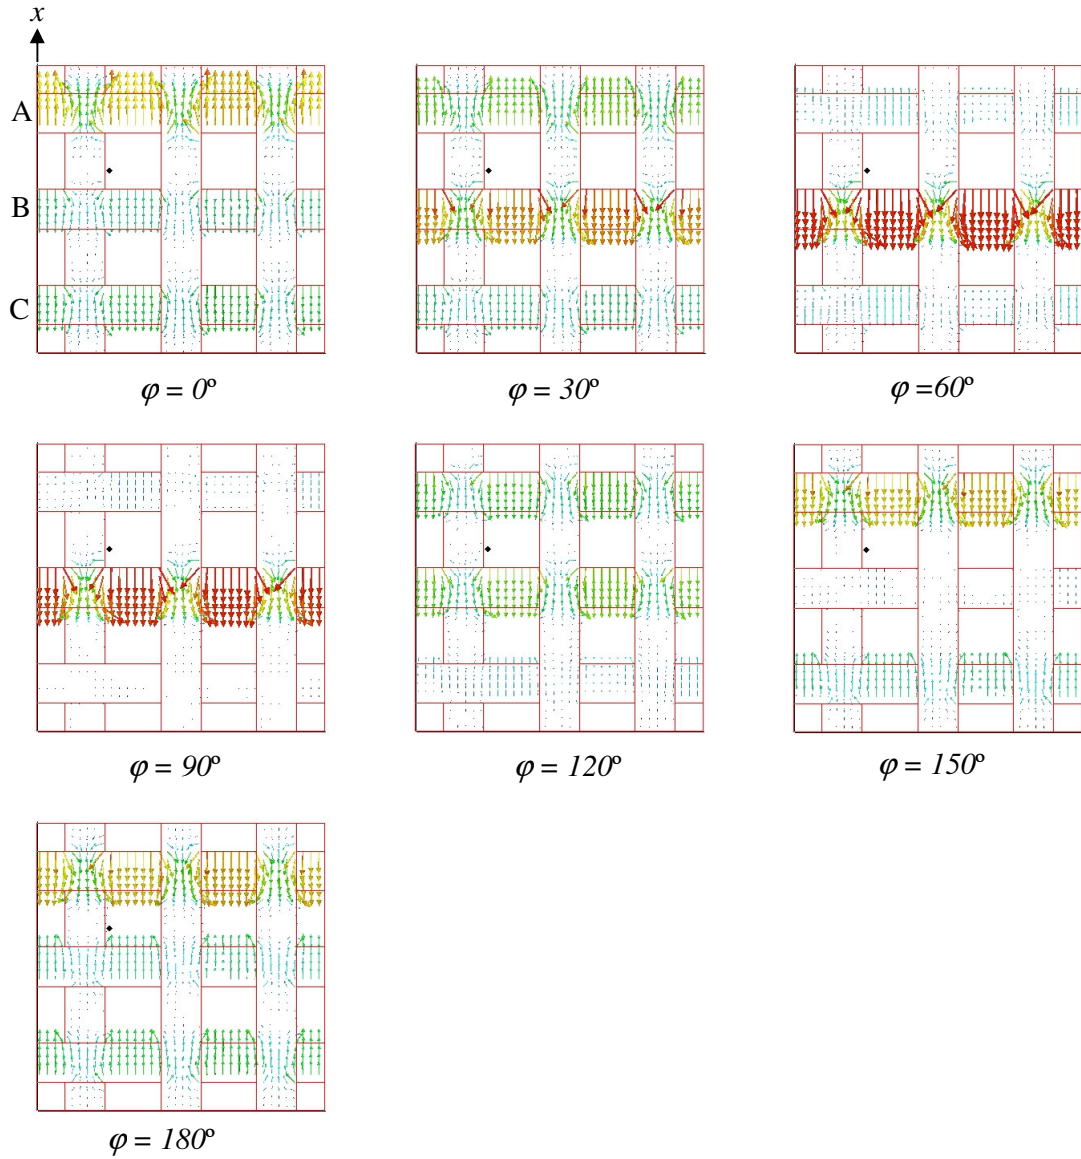 x
A
B
C
φ = 0º
φ = 30º
φ =60º
φ = 90º
φ = 120º
φ = 150º
φ = 180º